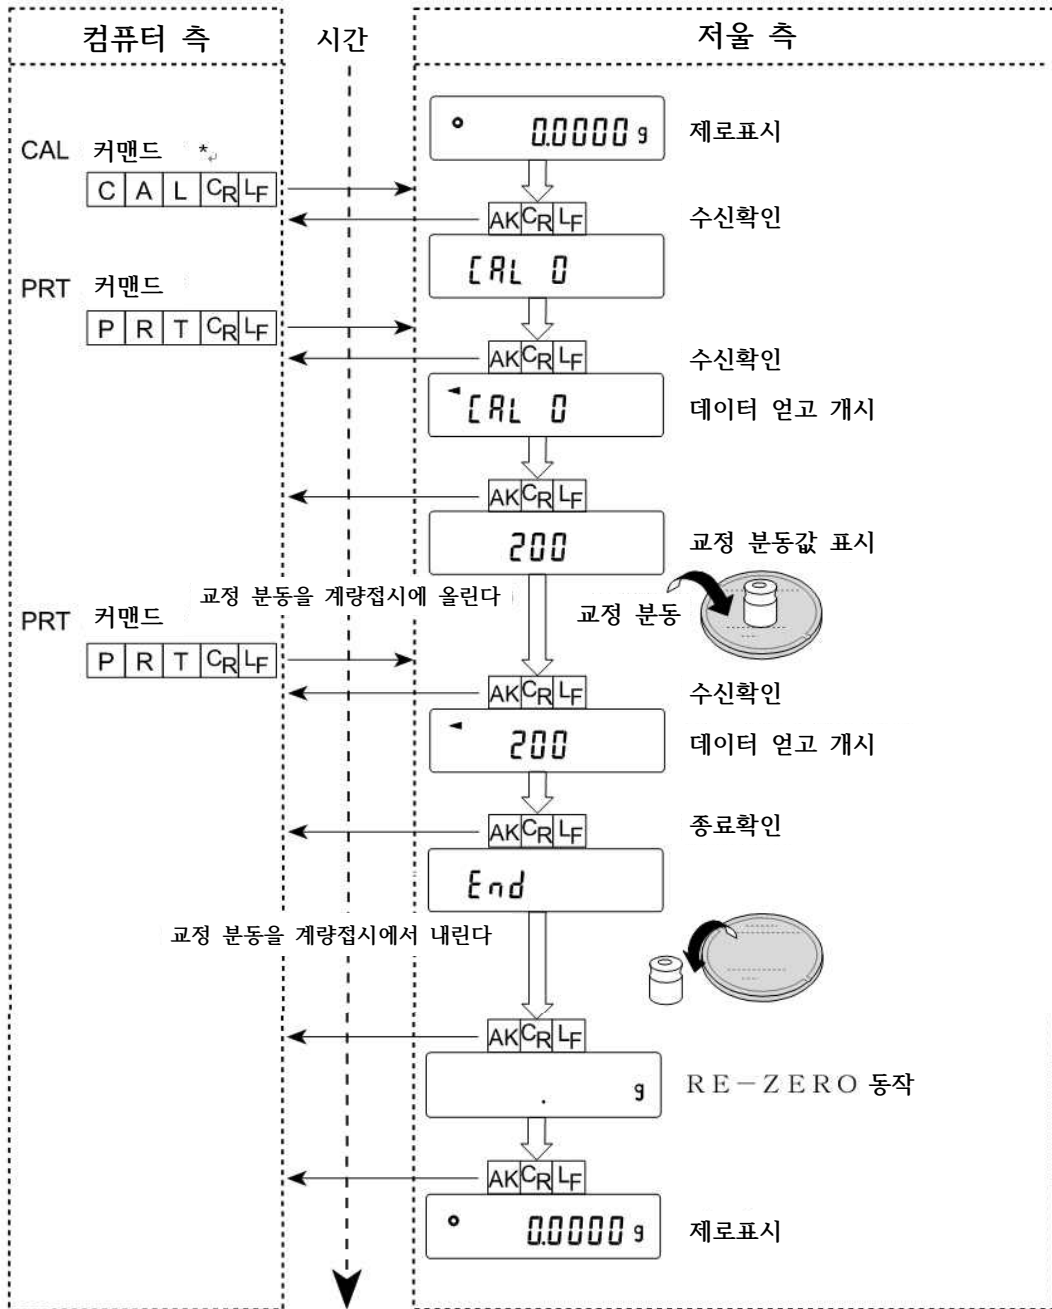 컴퓨터 측
시간
저울 측
0.0000 g
제로표시
CAL 커맨드 *↵
C A L CR LF
AK CR LF
수신확인
CAL 0
PRT 커맨드
P R T CR LF
AK CR LF
수신확인
CAL 0
데이터 얻고 개시
AK CR LF
200
교정 분동값 표시
교정 분동을 계량접시에 올린다
교정 분동
PRT 커맨드
P R T CR LF
AK CR LF
수신확인
200
데이터 얻고 개시
AK CR LF
종료확인
End
교정 분동을 계량접시에서 내린다
AK CR LF
. g
ＲＥ－ＺＥＲＯ 동작
AK CR LF
0.0000 g
제로표시